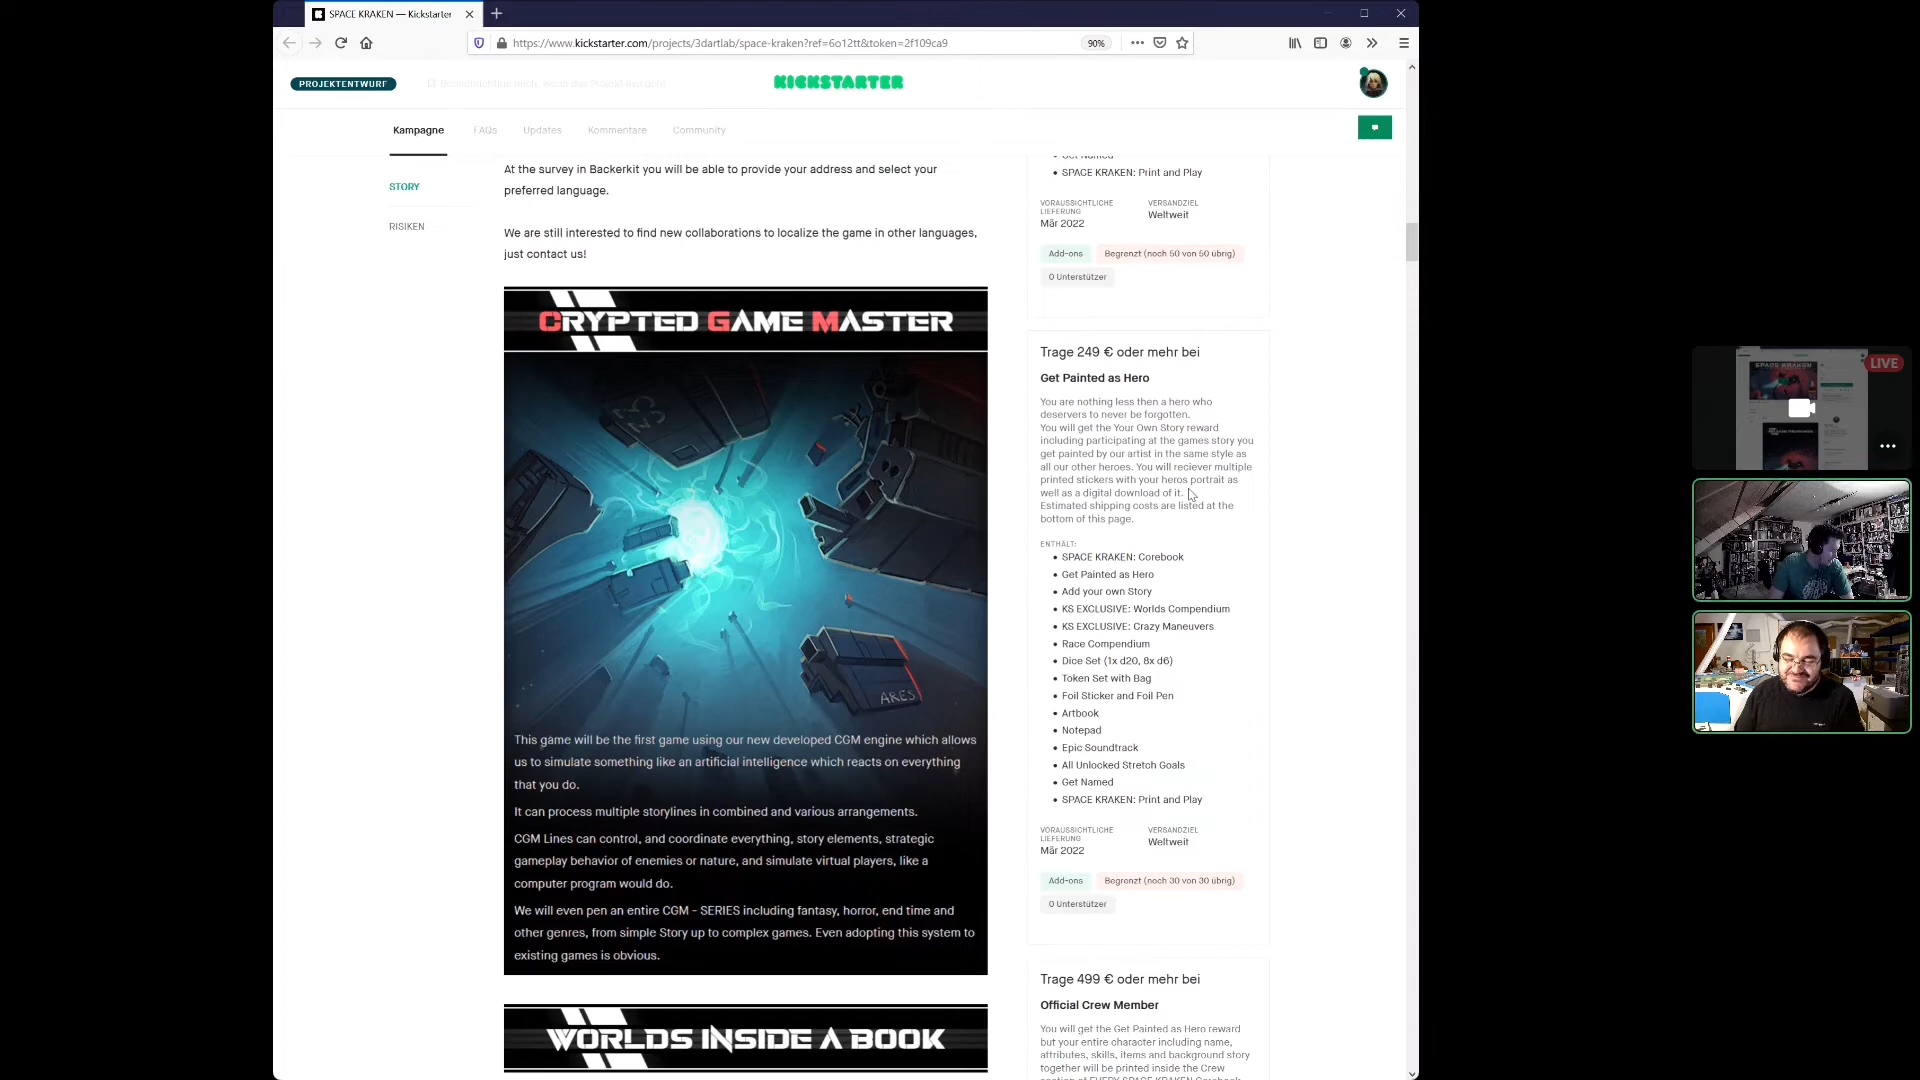 SPACE KRAKEN — Kickstarter
https://www.kickstarter.com/projects/3dartlab/space-kraken?ref=6o12tt&token=2f109ca9
90%
PROJEKTENTWURF
KICKSTARTER
Kampagne
FAQs
Updates
Kommentare
Community
STORY
RISIKEN
At the survey in Backerkit you will be able to provide your address and select your
preferred language.
We are still interested to find new collaborations to localize the game in other languages,
just contact us!
CRYPTED GAME MASTER
ARES
This game will be the first game using our new developed CGM engine which allows
us to simulate something like an artificial intelligence which reacts on everything
that you do.
It can process multiple storylines in combined and various arrangements.
CGM Lines can control, and coordinate everything, story elements, strategic
gameplay behavior of enemies or nature, and simulate virtual players, like a
computer program would do.
We will even pen an entire CGM - SERIES including fantasy, horror, end time and
other genres, from simple Story up to complex games. Even adopting this system to
existing games is obvious.
WORLDS INSIDE A BOOK
Get Named
SPACE KRAKEN: Print and Play
VORAUSSICHTLICHE
LIEFERUNG
Mär 2022
VERSANDZIEL
Weltweit
Add-ons
Begrenzt (noch 50 von 50 übrig)
0 Unterstützer
Trage 249 € oder mehr bei
Get Painted as Hero
You are nothing less then a hero who
deservers to never be forgotten.
You will get the Your Own Story reward
including participating at the games story you
get painted by our artist in the same style as
all our other heroes. You will reciever multiple
printed stickers with your heros portrait as
well as a digital download of it.
Estimated shipping costs are listed at the
bottom of this page.
ENTHÄLT:
SPACE KRAKEN: Corebook
Get Painted as Hero
Add your own Story
KS EXCLUSIVE: Worlds Compendium
KS EXCLUSIVE: Crazy Maneuvers
Race Compendium
Dice Set (1x d20, 8x d6)
Token Set with Bag
Foil Sticker and Foil Pen
Artbook
Notepad
Epic Soundtrack
All Unlocked Stretch Goals
Get Named
SPACE KRAKEN: Print and Play
VORAUSSICHTLICHE
LIEFERUNG
Mär 2022
VERSANDZIEL
Weltweit
Add-ons
Begrenzt (noch 30 von 30 übrig)
0 Unterstützer
Trage 499 € oder mehr bei
Official Crew Member
You will get the Get Painted as Hero reward
but your entire character including name,
attributes, skills, items and background story
together will be printed inside the Crew
LIVE
SPACE KRAKEN